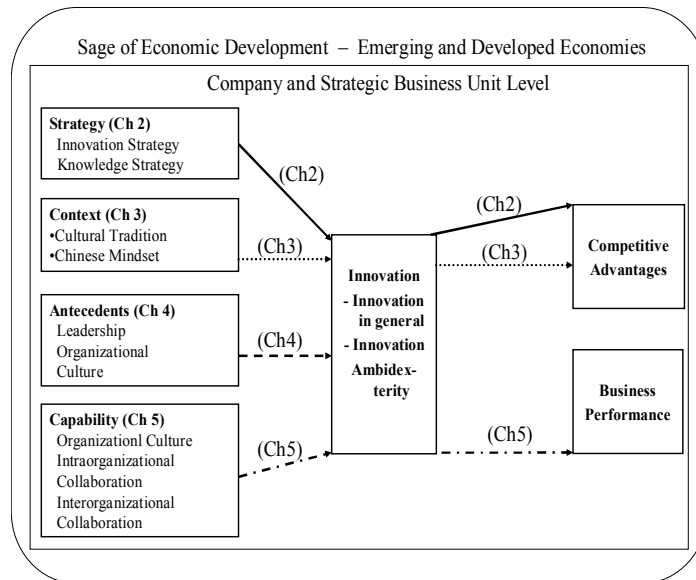 Sage of Economic Development – Emerging and Developed Economies
Company and Strategic Business Unit Level
Strategy (Ch 2)
Innovation Strategy
Knowledge Strategy
(Ch2)
Context (Ch 3)
•Cultural Tradition
•Chinese Mindset
(Ch3)
Antecedents (Ch 4)
Leadership
Organizational
Culture
(Ch4)
Capability (Ch 5)
Organizationl Culture
Intraorganizational
Collaboration
Interorganizational
Collaboration
(Ch5)
Innovation
- Innovation
in general
- Innovation
Ambidex-
terity
(Ch2)
(Ch3)
Competitive
Advantages
(Ch5)
Business
Performance